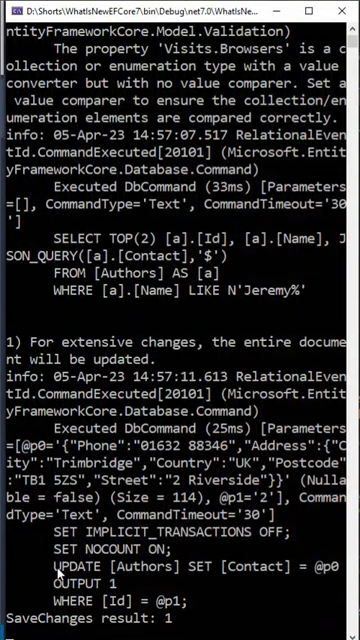 D:\Shorts\WhatIsNewEFCore7\bin\Debug\net7.0\WhatIsNewEF
ntityFrameworkCore.Model.Validation)
The property 'Visits.Browsers' is a c
ollection or enumeration type with a value
converter but with no value comparer. Set a
value comparer to ensure the collection/en
umeration elements are compared correctly.
info: 05-Apr-23 14:57:07.517 RelationalEven
tId.CommandExecuted[20101] (Microsoft.Entit
yFrameworkCore.Database.Command)
Executed DbCommand (33ms) [Parameters
=[], CommandType='Text', CommandTimeout='30
']
SELECT TOP(2) [a].[Id], [a].[Name], J
SON_QUERY([a].[Contact],'$')
FROM [Authors] AS [a]
WHERE [a].[Name] LIKE N'Jeremy%'
1) For extensive changes, the entire docume
nt will be updated.
info: 05-Apr-23 14:57:11.613 RelationalEven
tId.CommandExecuted[20101] (Microsoft.Entit
yFrameworkCore.Database.Command)
Executed DbCommand (25ms) [Parameters
=[@p0='{"Phone":"01632 88346","Address":{"C
ity":"Trimbridge","Country":"UK","Postcode"
:"TB1 5ZS","Street":"2 Riverside"}}' (Nulla
ble = false) (Size = 114), @p1='2'], Comman
dType='Text', CommandTimeout='30']
SET IMPLICIT_TRANSACTIONS OFF;
SET NOCOUNT ON;
UPDATE [Authors] SET [Contact] = @p0
OUTPUT 1
WHERE [Id] = @p1;
SaveChanges result: 1